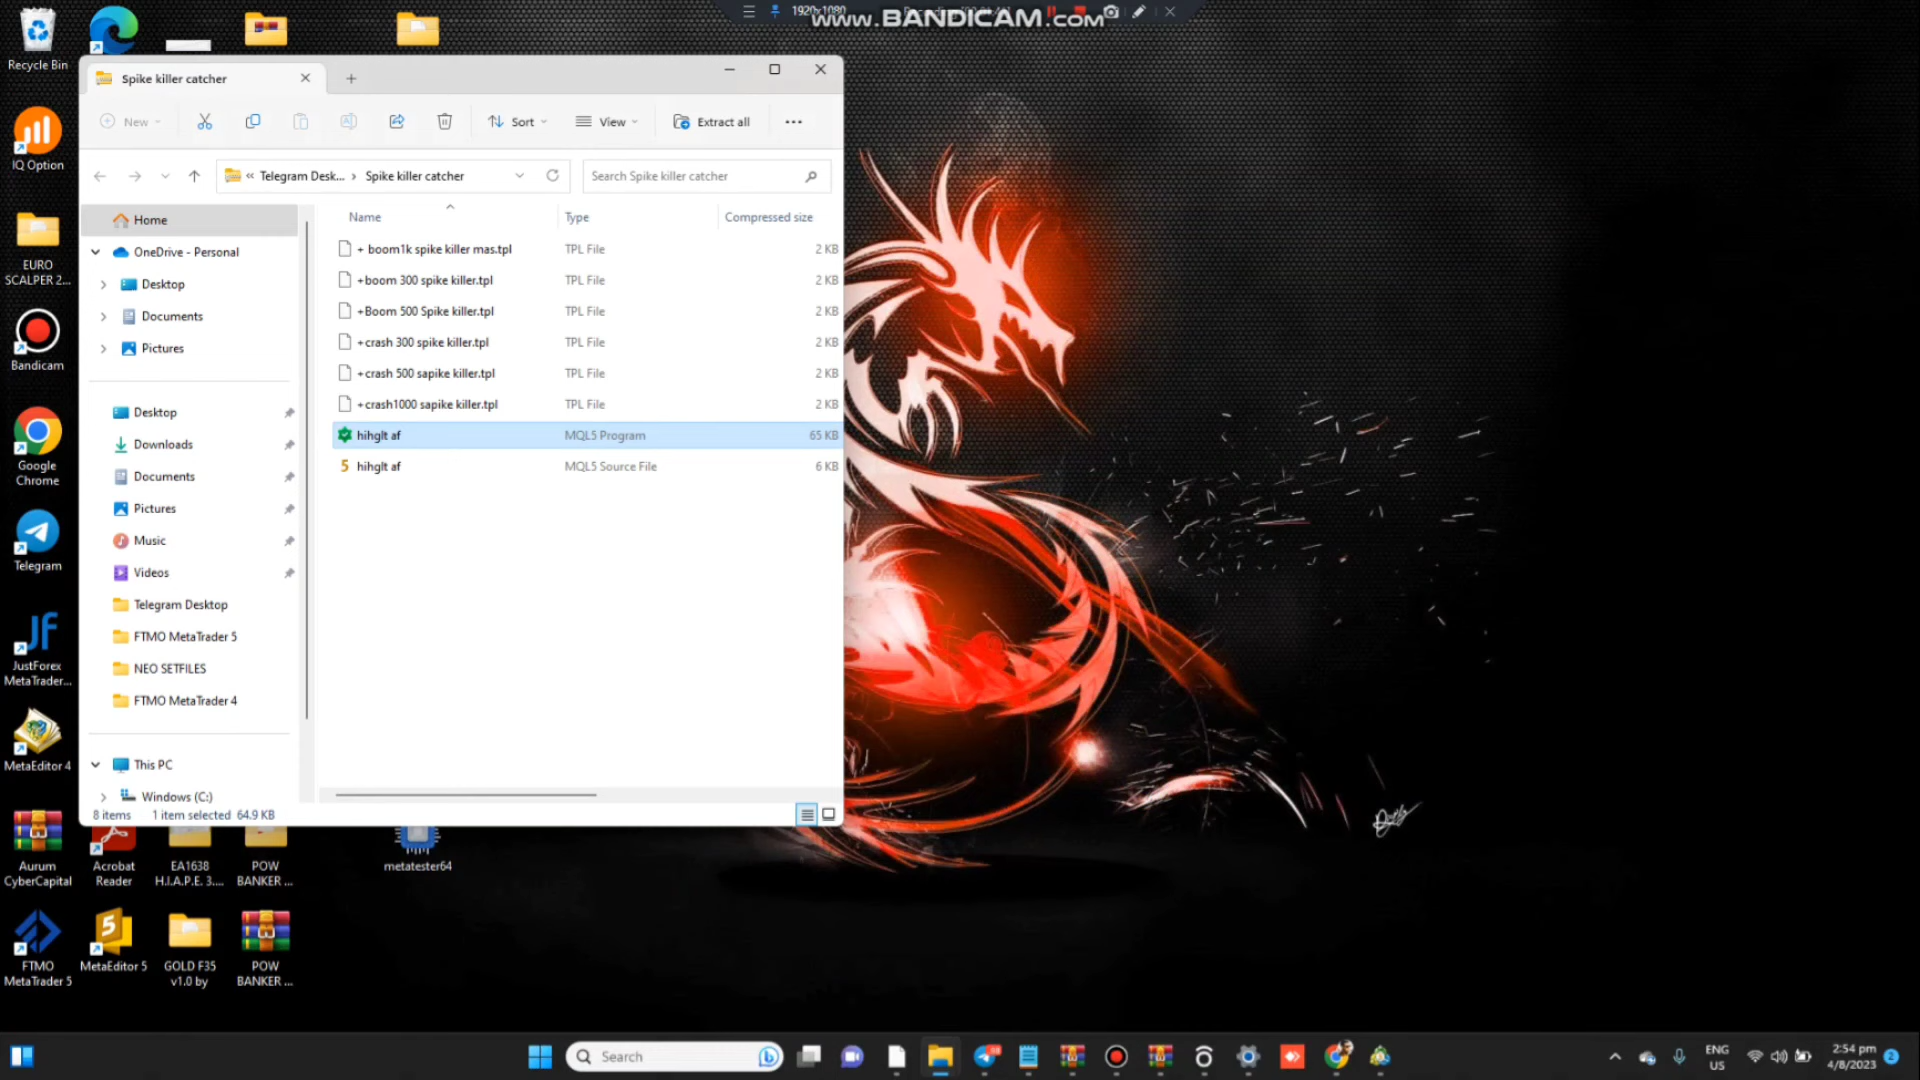 1920x1080
www.BANDICAM.com
Recycle Bin
Spike killer catcher
New
Sort
View
Extract all
« Telegram Desk... > Spike killer catcher
Search Spike killer catcher
Home
OneDrive - Personal
Desktop
Documents
Pictures
Desktop
Downloads
Documents
Pictures
Music
Videos
Telegram Desktop
FTMO MetaTrader 5
NEO SETFILES
FTMO MetaTrader 4
This PC
Windows (C:)
Name Type Compressed size
+ boom1k spike killer mas.tpl TPL File 2 KB
+boom 300 spike killer.tpl TPL File 2 KB
+Boom 500 Spike killer.tpl TPL File 2 KB
+crash 300 spike killer.tpl TPL File 2 KB
+crash 500 sapike killer.tpl TPL File 2 KB
+crash1000 sapike killer.tpl TPL File 2 KB
hihglt af MQL5 Program 65 KB
5 hihglt af MQL5 Source File 6 KB
8 items 1 item selected 64.9 KB
IQ Option
EURO
SCALPER 2...
Bandicam
Google
Chrome
Telegram
JustForex
MetaTrader...
MetaEditor 4
Aurum
CyberCapital
Acrobat
Reader
EA1638
H.I.A.P.E. 3....
POW
BANKER ...
metatester64
FTMO
MetaTrader 5
MetaEditor 5
GOLD F35
v1.0 by
POW
BANKER ...
Search
ENG
US
2:54 pm
4/8/2023
2